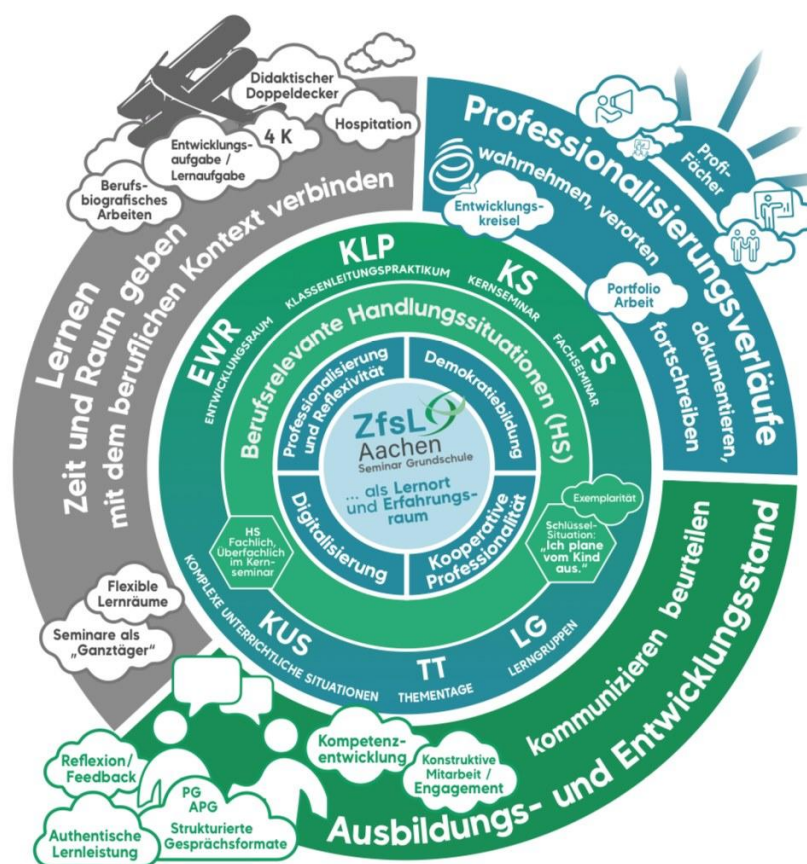 Didaktischer
Doppeldecker
4 K
Hospitation
Entwicklungs-
aufgabe /
Lernaufgabe
Berufs-
biografisches
Arbeiten
Lernen
Zeit und Raum geben
mit dem beruflichen Kontext verbinden
Flexible
Lernräume
Seminare als
„Ganztäger“
Professionalisierungsverläufe
wahrnehmen, verorten
dokumentieren,
fortschreiben
Entwicklungs-
kreisel
Portfolio
Arbeit
Profi-
Fächer
EWR
ENTWICKLUNGSRAUM
KLP
KLASSENLEITUNGSPRAKTIKUM
KS
KERNSEMINAR
FS
FACHSEMINAR
Berufsrelevante Handlungssituationen (HS)
Professionalisierung
und Reflexivität
Demokratiebildung
Digitalisierung
Kooperative
Professionalität
ZfsL
Aachen
Seminar Grundschule
... als Lernort
und Erfahrungs-
raum
HS
Fachlich,
Überfachlich
im Kern-
seminar
Exemplarität
Schlüssel-
Situation:
„Ich plane
vom Kind
aus.“
KUS
KOMPLEXE UNTERRICHTLICHE SITUATIONEN
TT
THEMENTAGE
LG
LERNGRUPPEN
Ausbildungs- und Entwicklungsstand
kommunizieren beurteilen
Kompetenz-
entwicklung
Konstruktive
Mitarbeit /
Engagement
Reflexion/
Feedback
PG
APG
Strukturierte
Gesprächsformate
Authentische
Lernleistung